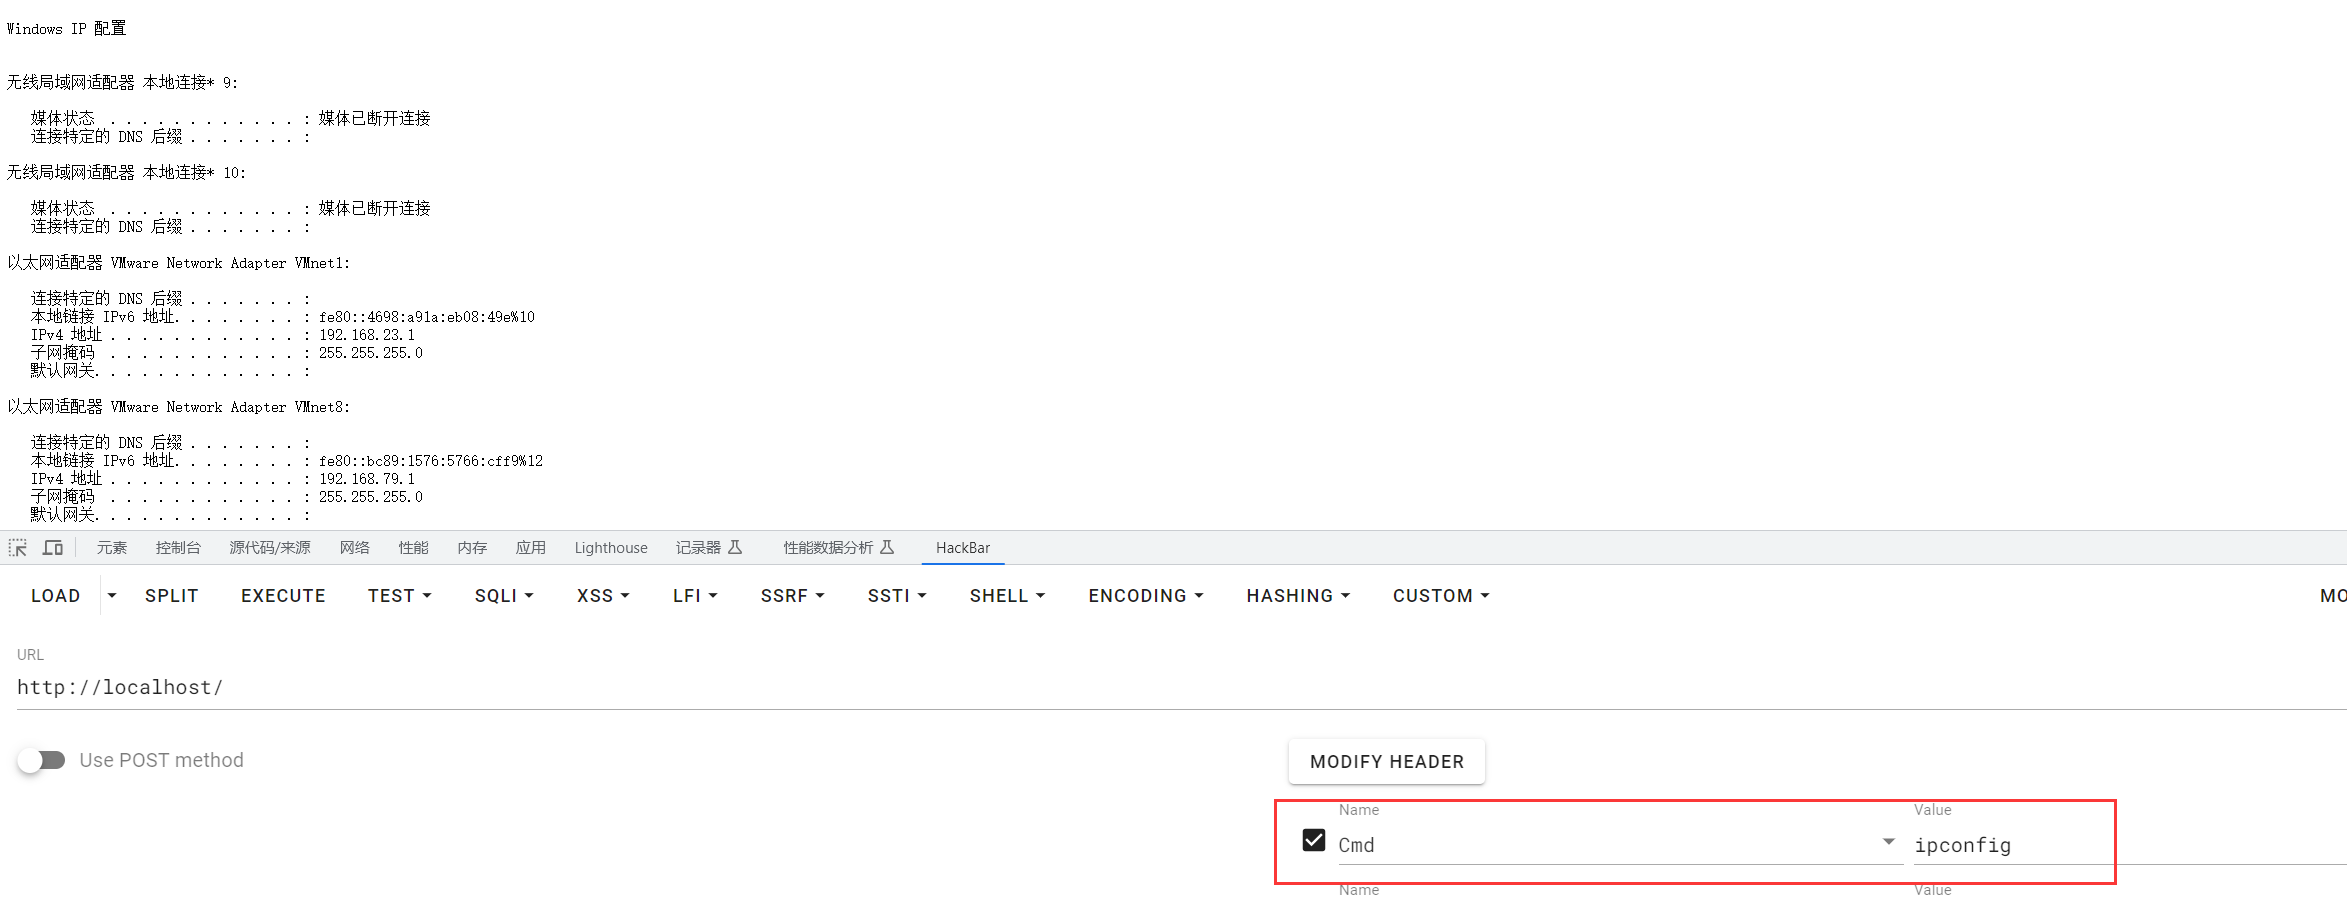 Windows IP 配置
无线局域网适配器 本地连接* 9:
媒体状态  . . . . . . . . . . . . : 媒体已断开连接
连接特定的 DNS 后缀 . . . . . . . :
无线局域网适配器 本地连接* 10:
媒体状态  . . . . . . . . . . . . : 媒体已断开连接
连接特定的 DNS 后缀 . . . . . . . :
以太网适配器 VMware Network Adapter VMnet1:
连接特定的 DNS 后缀 . . . . . . . :
本地链接 IPv6 地址. . . . . . . . : fe80::4698:a91a:eb08:49e%10
IPv4 地址 . . . . . . . . . . . . : 192.168.23.1
子网掩码  . . . . . . . . . . . . : 255.255.255.0
默认网关. . . . . . . . . . . . . :
以太网适配器 VMware Network Adapter VMnet8:
连接特定的 DNS 后缀 . . . . . . . :
本地链接 IPv6 地址. . . . . . . . : fe80::bc89:1576:5766:cff9%12
IPv4 地址 . . . . . . . . . . . . : 192.168.79.1
子网掩码  . . . . . . . . . . . . : 255.255.255.0
默认网关. . . . . . . . . . . . . :
元素 控制台 源代码/来源 网络 性能 内存 应用 Lighthouse 记录器 性能数据分析 HackBar
LOAD SPLIT EXECUTE TEST SQLI XSS LFI SSRF SSTI SHELL ENCODING HASHING CUSTOM MO
URL
http://localhost/
Use POST method MODIFY HEADER
Name Value
Cmd ipconfig
Name Value